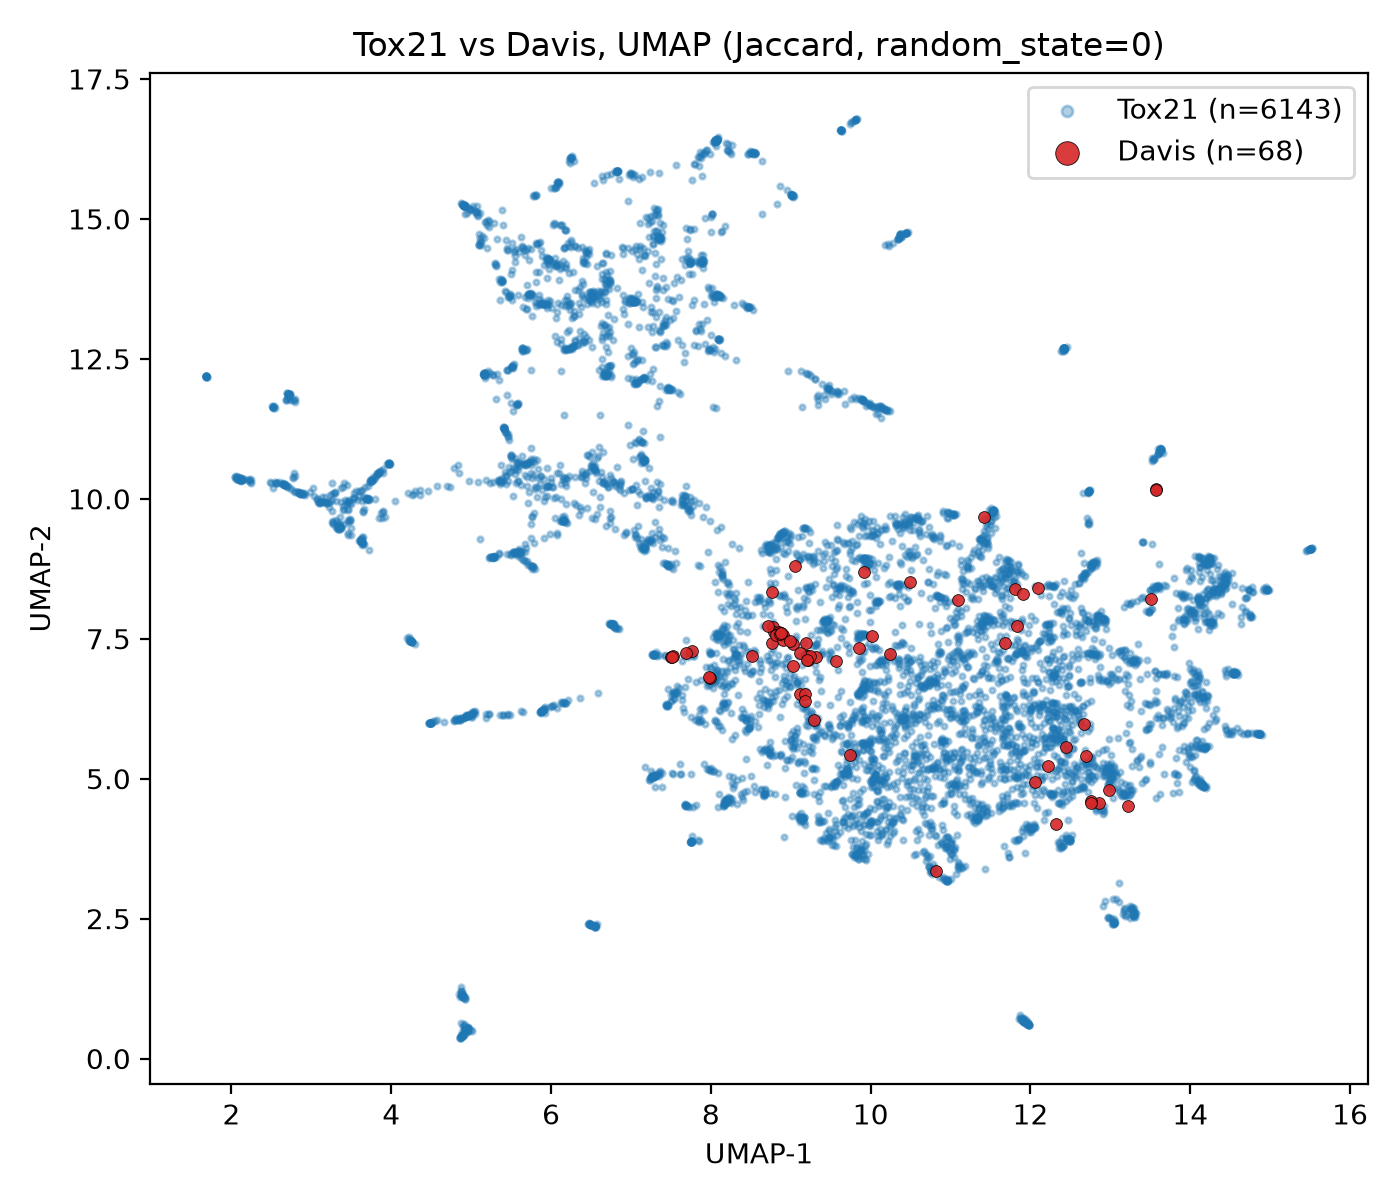 Tox21 vs Davis, UMAP (Jaccard, random_state=0)
Tox21 (n=6143)
Davis (n=68)
17.5
15.0
12.5
10.0
7.5
5.0
2.5
0.0
UMAP-2
2 4 6 8 10 12 14 16
UMAP-1